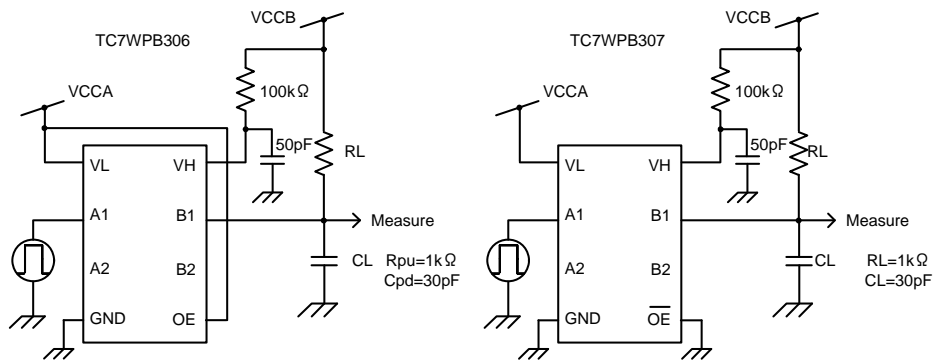 VCCB
TC7WPB306
VCCA
100kΩ
50pF
RL
VL
VH
A1
B1
Measure
A2
B2
CL
Rpu=1kΩ
Cpd=30pF
GND
OE
VCCB
TC7WPB307
VCCA
100kΩ
50pF
RL
VL
VH
A1
B1
Measure
A2
B2
CL
RL=1kΩ
CL=30pF
GND
O̅E̅